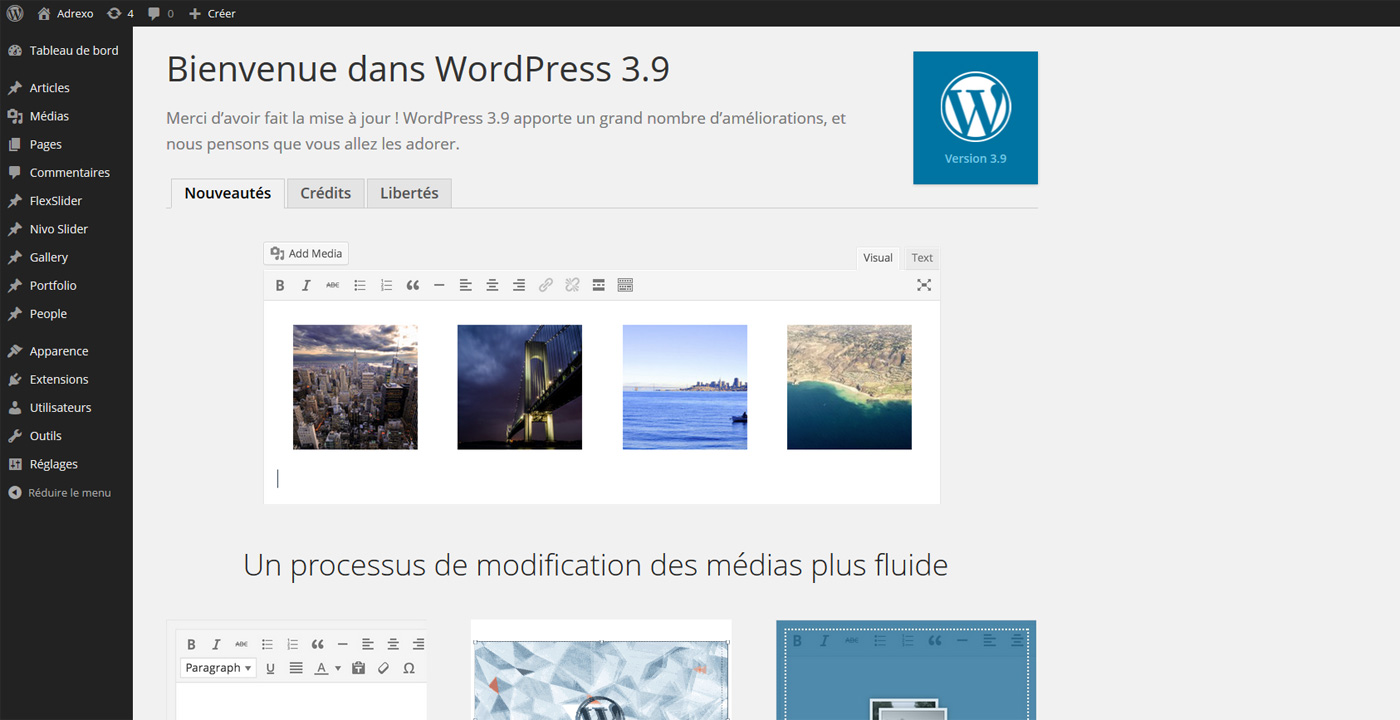 Adrexo 4 0 Créer
Tableau de bord
Articles
Médias
Pages
Commentaires
FlexSlider
Nivo Slider
Gallery
Portfolio
People
Apparence
Extensions
Utilisateurs
Outils
Réglages
Réduire le menu
Bienvenue dans WordPress 3.9
Merci d’avoir fait la mise à jour ! WordPress 3.9 apporte un grand nombre d’améliorations, et
nous pensons que vous allez les adorer.
Version 3.9
Nouveautés Crédits Libertés
Add Media
Visual Text
B I ABC
Un processus de modification des médias plus fluide
B I ABC
Paragraph U A Ω
B I ABC